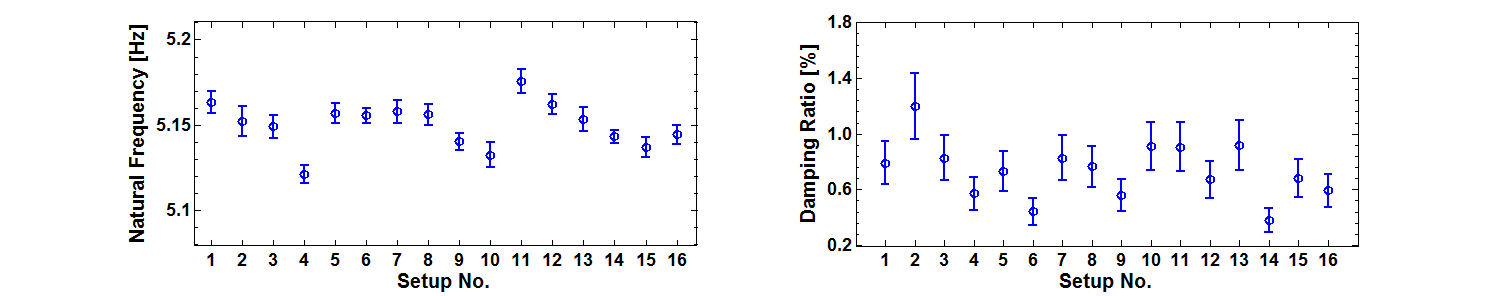 Natural Frequency [Hz]
5.2
5.15
5.1
1 2 3 4 5 6 7 8 9 10 11 12 13 14 15 16
Setup No.
Damping Ratio [%]
1.8
1.4
1.0
0.6
0.2
1 2 3 4 5 6 7 8 9 10 11 12 13 14 15 16
Setup No.